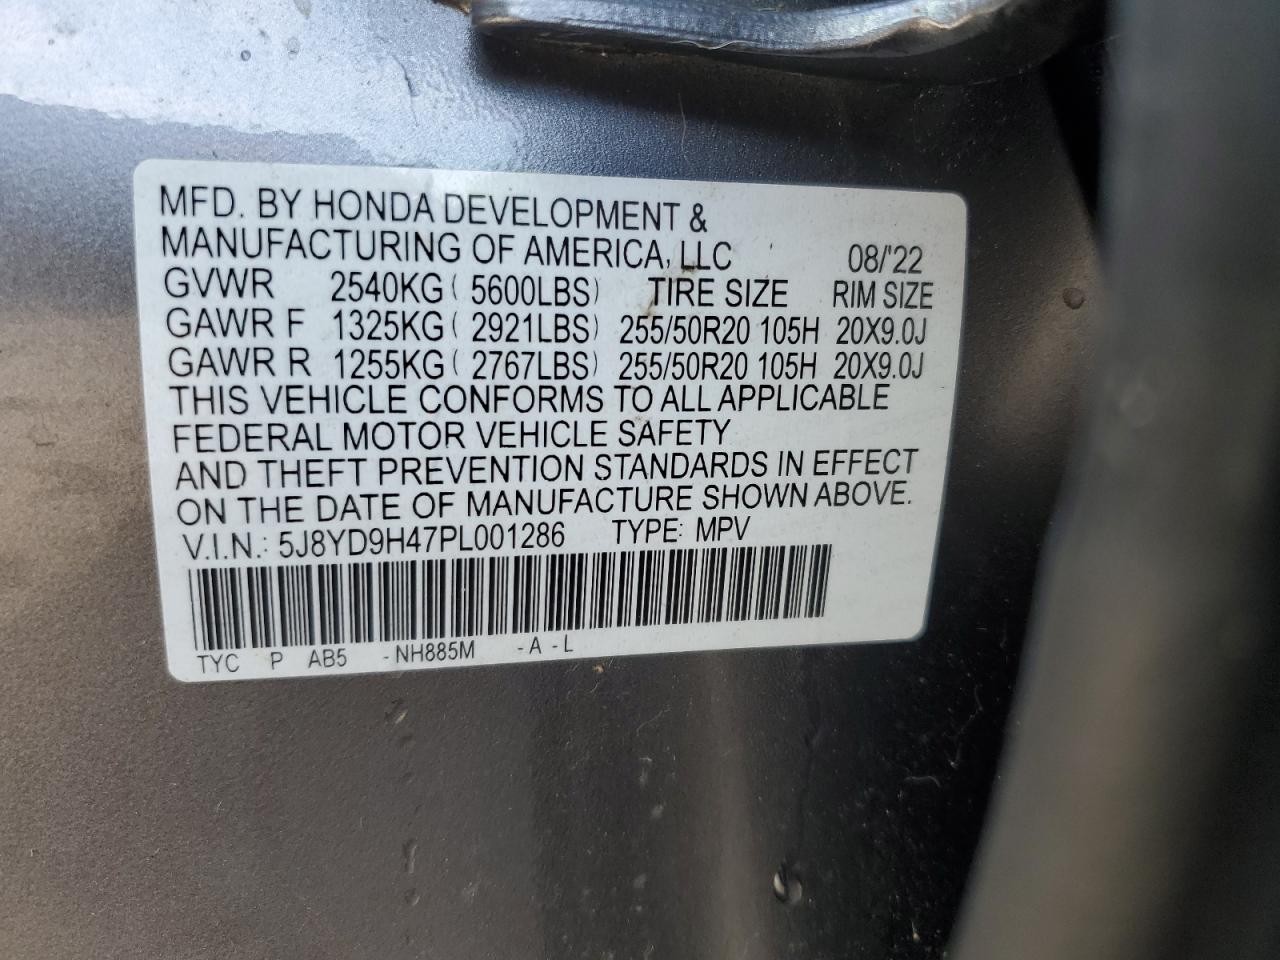 MFD. BY HONDA DEVELOPMENT &
MANUFACTURING OF AMERICA, LLC 08/'22
GVWR 2540KG ( 5600LBS) TIRE SIZE RIM SIZE
GAWR F 1325KG ( 2921LBS) 255/50R20 105H 20X9.0J
GAWR R 1255KG ( 2767LBS) 255/50R20 105H 20X9.0J
THIS VEHICLE CONFORMS TO ALL APPLICABLE
FEDERAL MOTOR VEHICLE SAFETY
AND THEFT PREVENTION STANDARDS IN EFFECT
ON THE DATE OF MANUFACTURE SHOWN ABOVE.
V.I.N.: 5J8YD9H47PL001286 TYPE: MPV
TYC P AB5 -NH885M -A -L